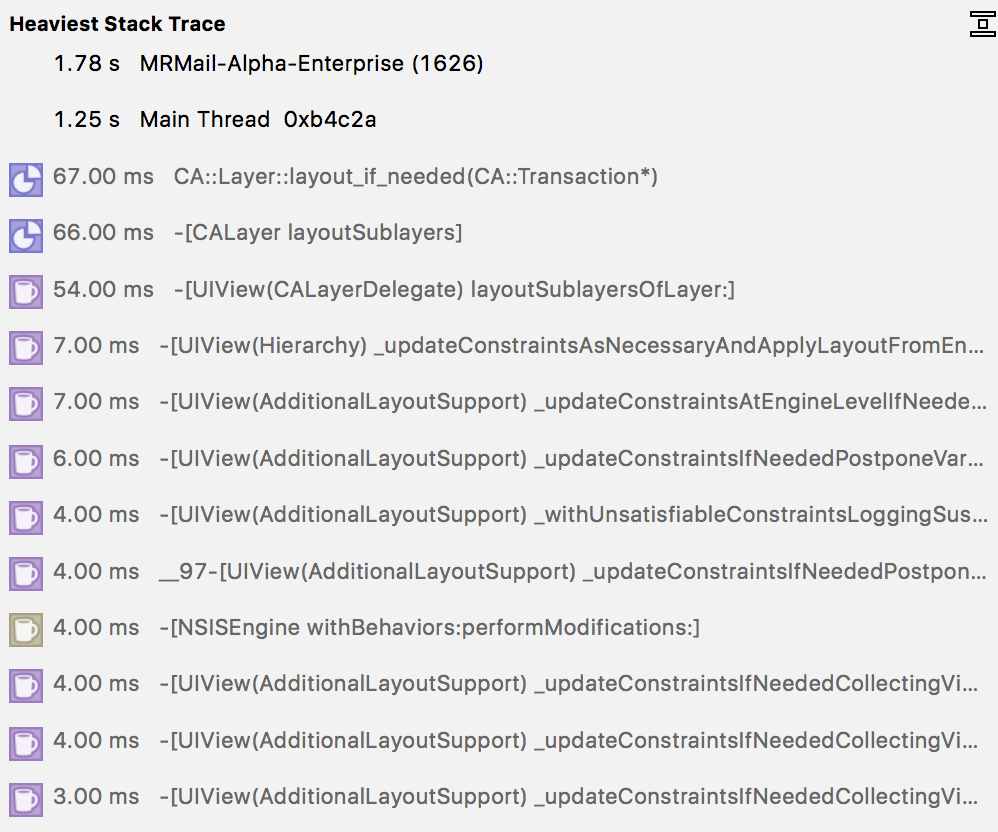 Heaviest Stack Trace
1.78 s MRMail-Alpha-Enterprise (1626)
1.25 s Main Thread 0xb4c2a
67.00 ms CA::Layer::layout_if_needed(CA::Transaction*)
66.00 ms -[CALayer layoutSublayers]
54.00 ms -[UIView(CALayerDelegate) layoutSublayersOfLayer:]
7.00 ms -[UIView(Hierarchy) _updateConstraintsAsNecessaryAndApplyLayoutFromEn...
7.00 ms -[UIView(AdditionalLayoutSupport) _updateConstraintsAtEngineLevelIfNeede...
6.00 ms -[UIView(AdditionalLayoutSupport) _updateConstraintsIfNeededPostponeVar...
4.00 ms -[UIView(AdditionalLayoutSupport) _withUnsatisfiableConstraintsLoggingSus...
4.00 ms __97-[UIView(AdditionalLayoutSupport) _updateConstraintsIfNeededPostpon...
4.00 ms -[NSISEngine withBehaviors:performModifications:]
4.00 ms -[UIView(AdditionalLayoutSupport) _updateConstraintsIfNeededCollectingVi...
4.00 ms -[UIView(AdditionalLayoutSupport) _updateConstraintsIfNeededCollectingVi...
3.00 ms -[UIView(AdditionalLayoutSupport) _updateConstraintsIfNeededCollectingVi...